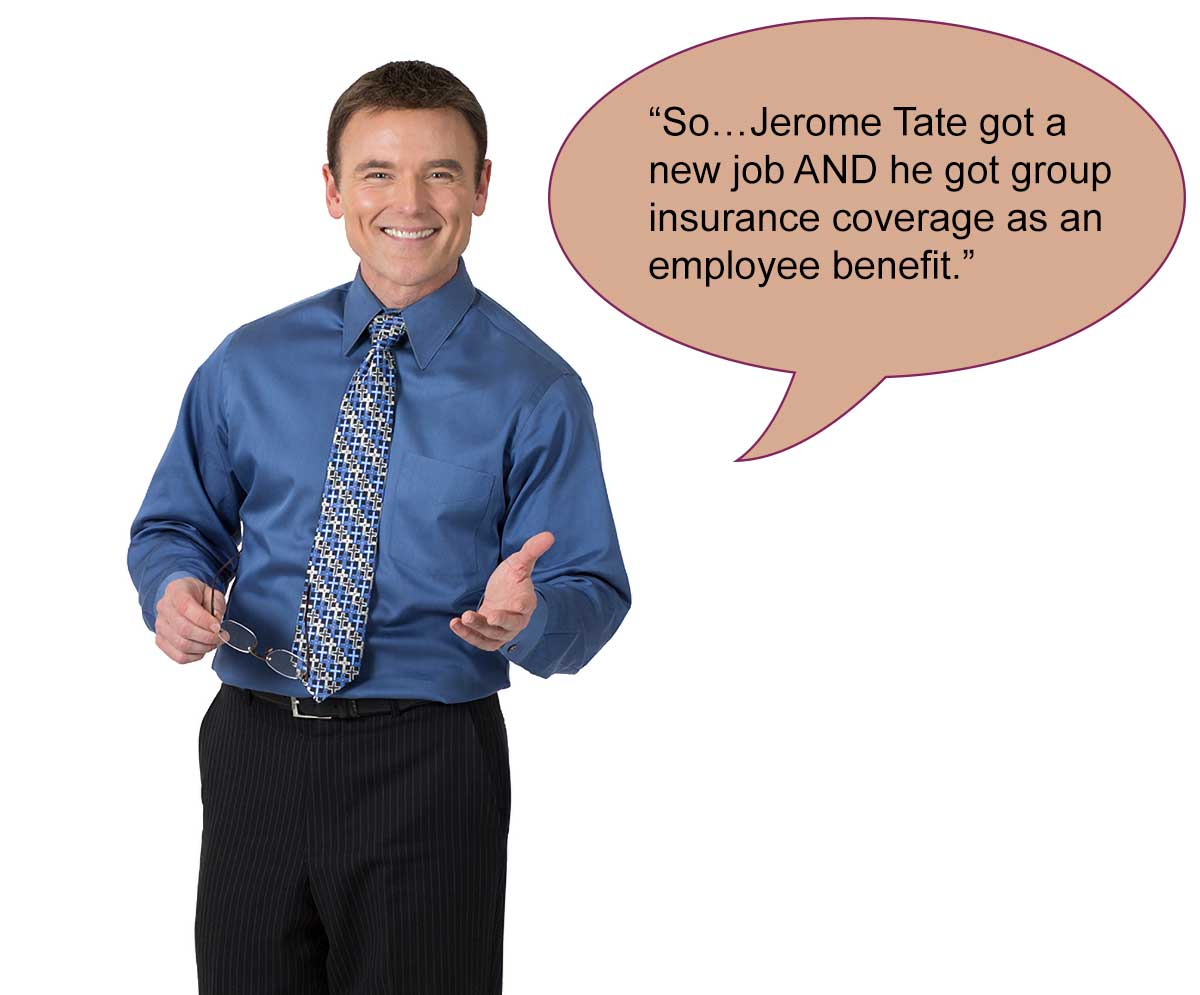 “So…Jerome Tate got a
new job AND he got group
insurance coverage as an
employee benefit.”